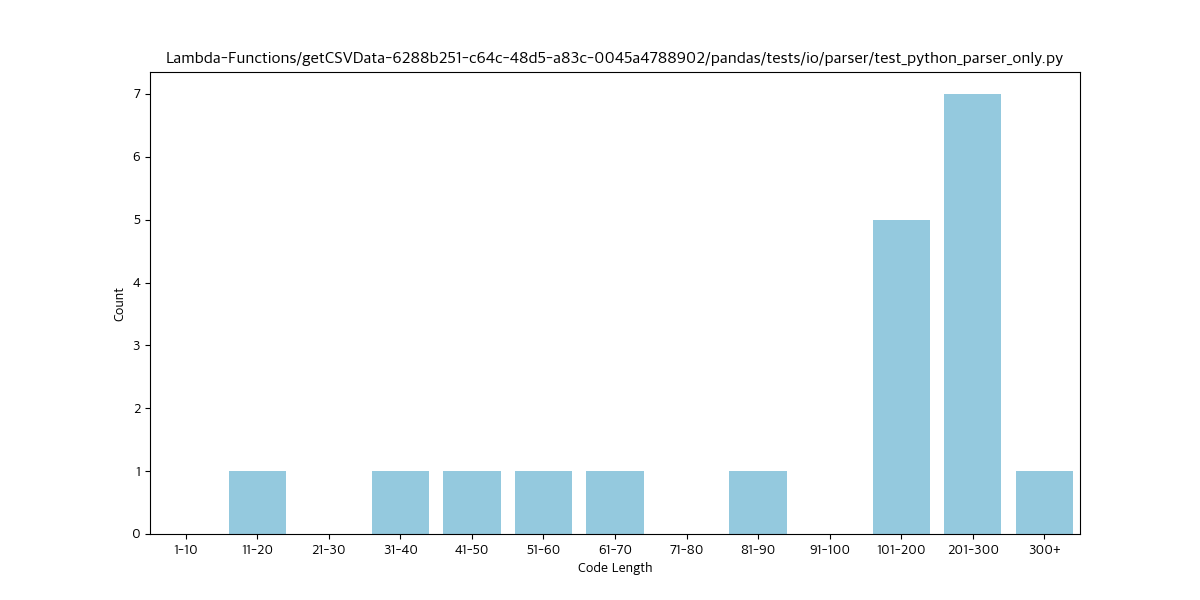 Lambda-Functions/getCSVData-6288b251-c64c-48d5-a83c-0045a4788902/pandas/tests/io/parser/test_python_parser_only.py
7
6
5
4
3
2
1
0
Count
1-10 11-20 21-30 31-40 41-50 51-60 61-70 71-80 81-90 91-100 101-200 201-300 300+
Code Length